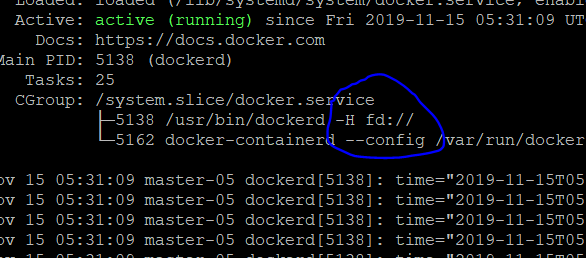 Loaded: loaded (/lib/systemd/system/docker.service; enabl
Active: active (running) since Fri 2019-11-15 05:31:09 UT
Docs: https://docs.docker.com
Main PID: 5138 (dockerd)
Tasks: 25
CGroup: /system.slice/docker.service
├─5138 /usr/bin/dockerd -H fd://
└─5162 docker-containerd --config /var/run/docker
ov 15 05:31:09 master-05 dockerd[5138]: time="2019-11-15T05
ov 15 05:31:09 master-05 dockerd[5138]: time="2019-11-15T05
ov 15 05:31:09 master-05 dockerd[5138]: time="2019-11-15T05
ov 15 05:31:09 master-05 dockerd[5138]: time="2019-11-15T05
ov 15 05:31:09 master-05 dockerd[5138]: time="2019-11-15T05